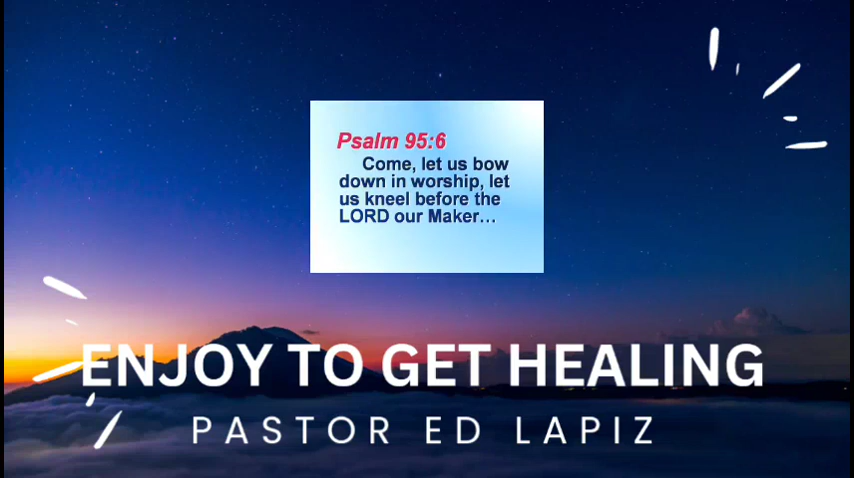 Psalm 95:6
Come, let us bow
down in worship, let
us kneel before the
LORD our Maker...
ENJOY TO GET HEALING
PASTOR ED LAPIZ